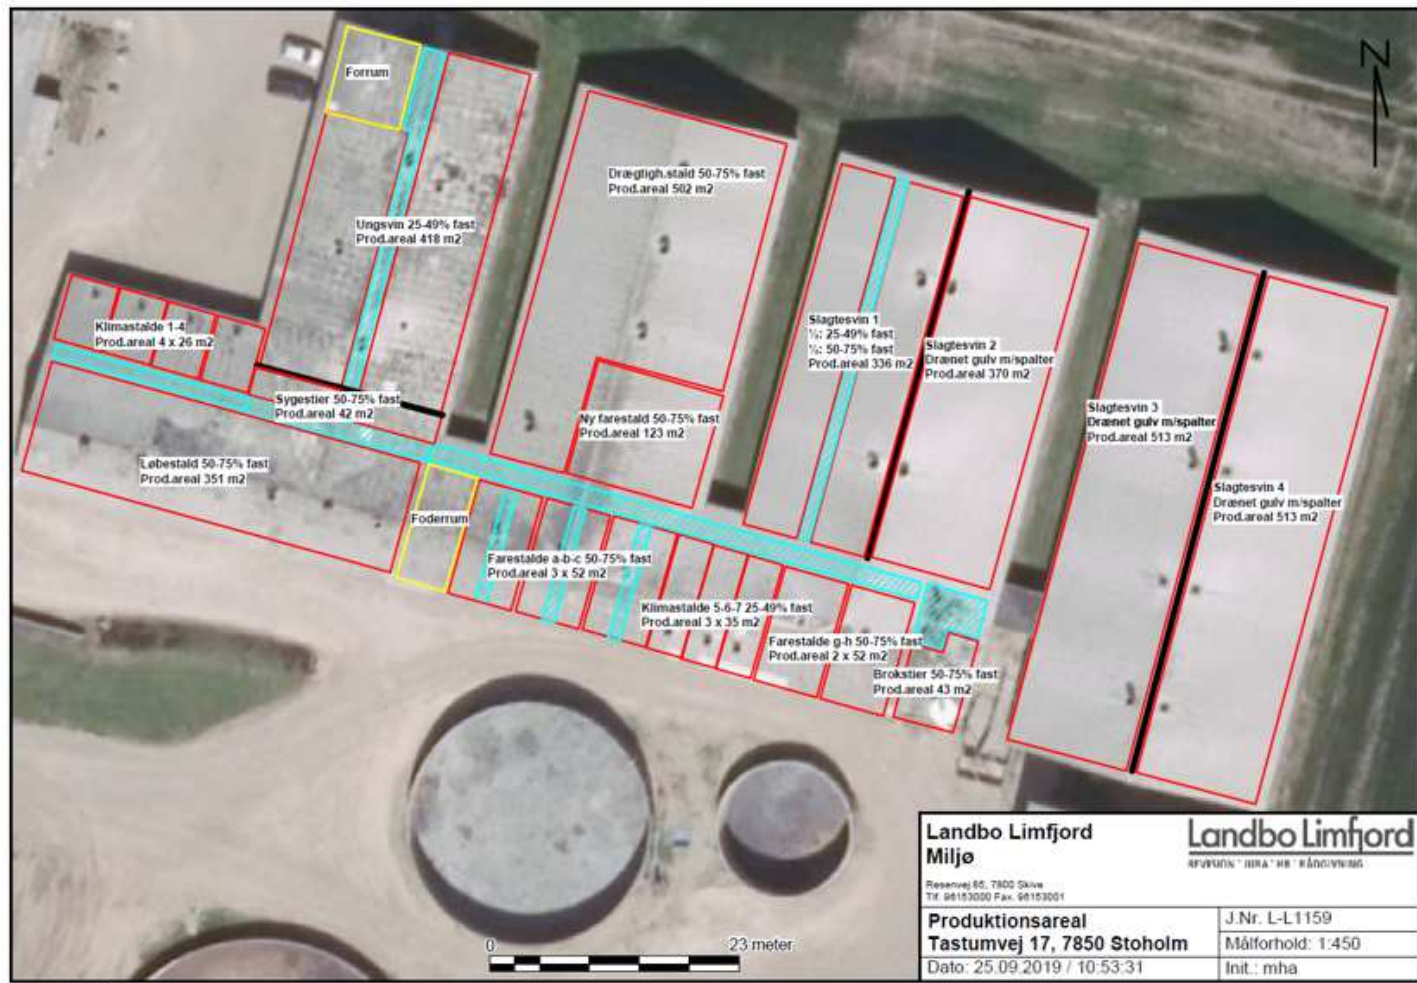 Forrum
N
Drægtigh.stald 50-75% fast
Prod.areal 502 m2
Ungsvin 25-49% fast
Prod.areal 418 m2
Klimastalde 1-4
Prod.areal 4 x 26 m2
Slagtesvin 1
½: 25-49% fast
½: 50-75% fast
Prod.areal 336 m2
Slagtesvin 2
Drænet gulv m/spalter
Prod.areal 370 m2
Sygestier 50-75% fast
Prod.areal 42 m2
Ny farestald 50-75% fast
Prod.areal 123 m2
Slagtesvin 3
Drænet gulv m/spalter
Prod.areal 513 m2
Løbestald 50-75% fast
Prod.areal 351 m2
Slagtesvin 4
Drænet gulv m/spalter
Prod.areal 513 m2
Foderrum
Farestalde a-b-c 50-75% fast
Prod.areal 3 x 52 m2
Klimastalde 5-6-7 25-49% fast
Prod.areal 3 x 35 m2
Farestalde g-h 50-75% fast
Prod.areal 2 x 52 m2
Brokstier 50-75% fast
Prod.areal 43 m2
0 23 meter
Landbo Limfjord
Miljø
Resenvej 85, 7800 Skive
Tlf. 96153000 Fax. 96153001
Landbo Limfjord
REVISION * JURA * HR * RÅDGIVNING
Produktionsareal
Tastumvej 17, 7850 Stoholm
Dato: 25.09.2019 / 10:53:31
J.Nr. L-L1159
Målforhold: 1:450
Init.: mha